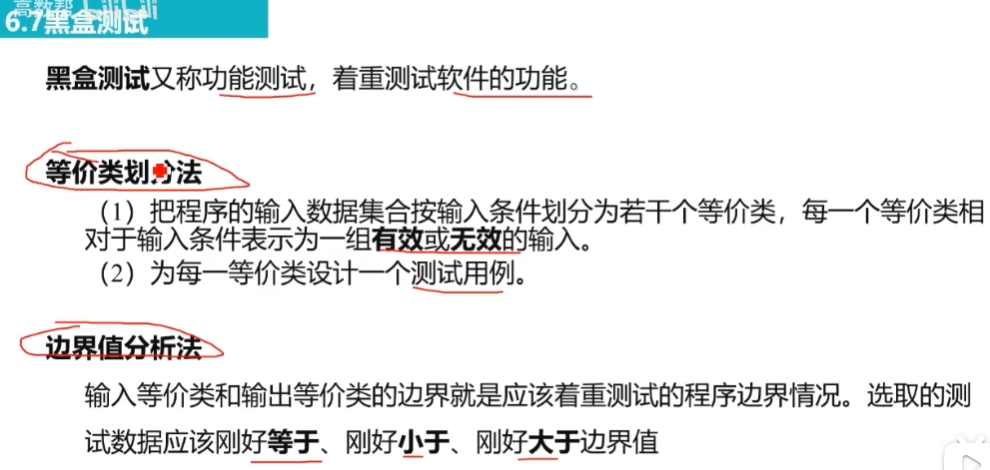 高数帮 bilibili
6.7黑盒测试
黑盒测试又称功能测试，着重测试软件的功能。
等价类划分法
（1）把程序的输入数据集合按输入条件划分为若干个等价类，每一个等价类相
对于输入条件表示为一组有效或无效的输入。
（2）为每一等价类设计一个测试用例。
边界值分析法
输入等价类和输出等价类的边界就是应该着重测试的程序边界情况。选取的测
试数据应该刚好等于、刚好小于、刚好大于边界值